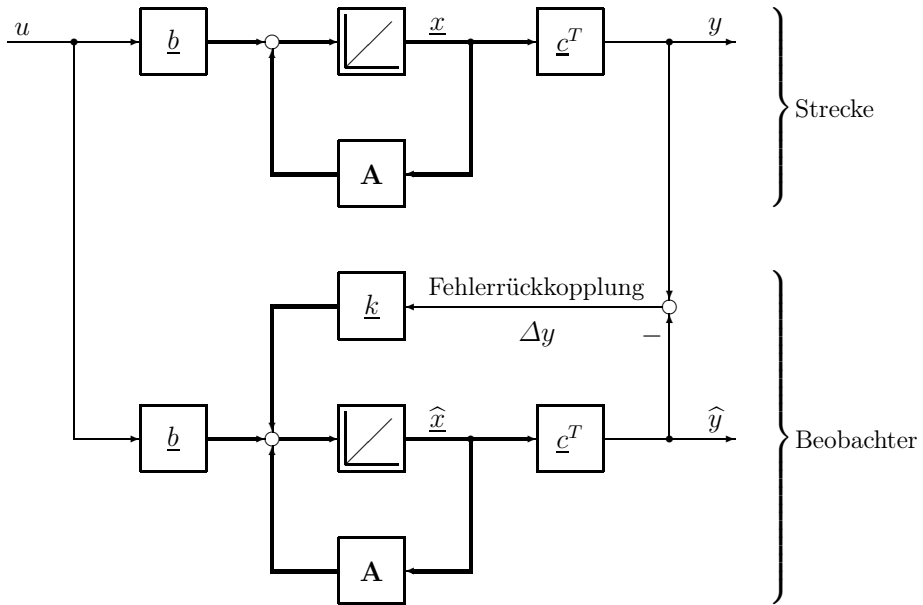 u
b
x
c^T
y
Strecke
A
k
Fehlerrückkopplung
Δy
−
b
x̂
c^T
ŷ
Beobachter
A